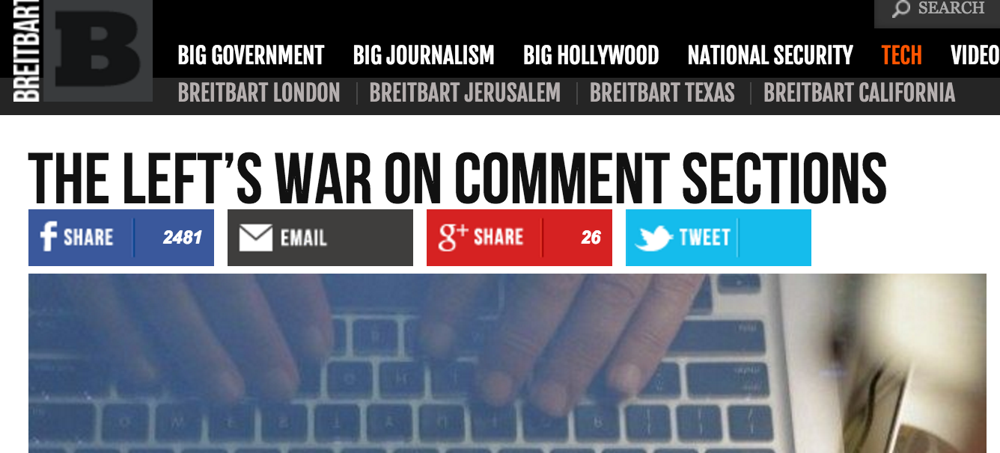 BREITBART
B
SEARCH
BIG GOVERNMENT BIG JOURNALISM BIG HOLLYWOOD NATIONAL SECURITY TECH VIDEO
BREITBART LONDON BREITBART JERUSALEM BREITBART TEXAS BREITBART CALIFORNIA
THE LEFT'S WAR ON COMMENT SECTIONS
f SHARE 2481 EMAIL g+ SHARE 26 TWEET